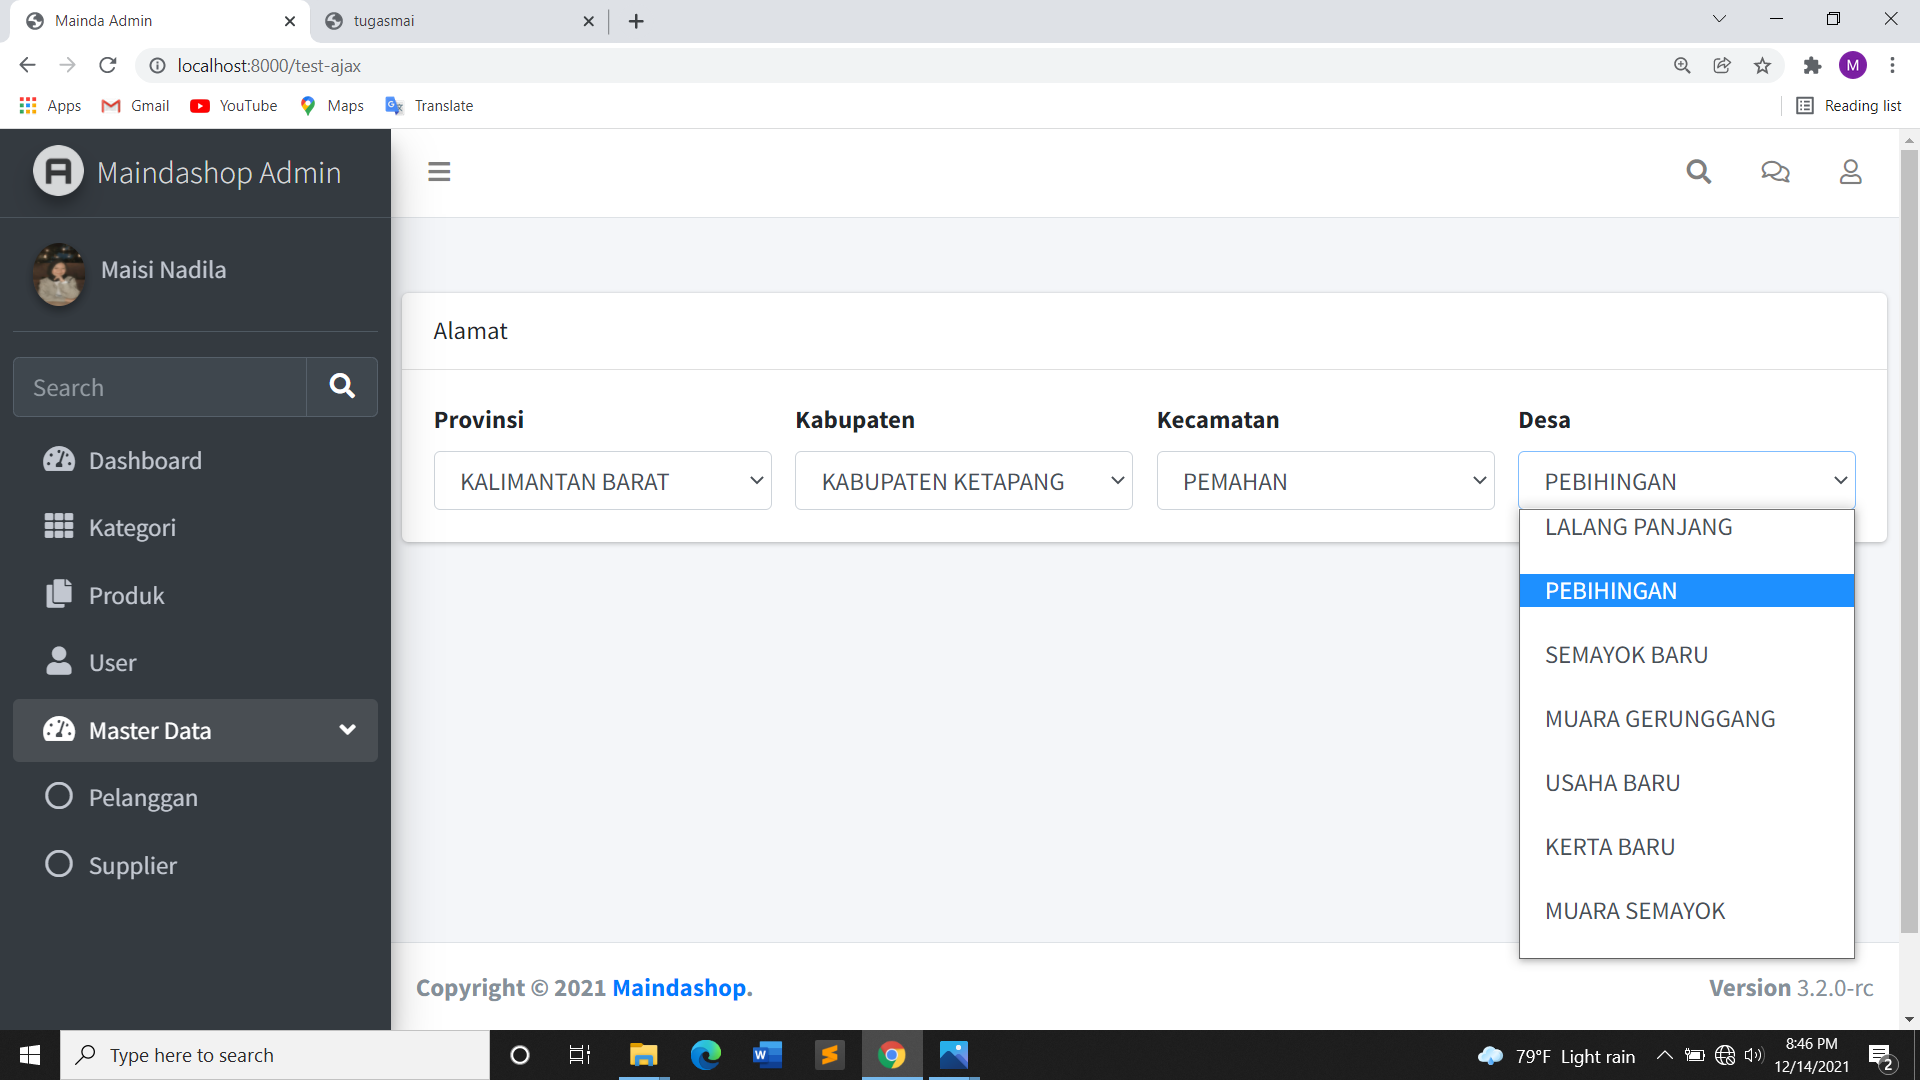 Mainda Admin
tugasmai
localhost:8000/test-ajax
M
Apps
Gmail
YouTube
Maps
Translate
Reading list
Maindashop Admin
Maisi Nadila
Search
Dashboard
Kategori
Produk
User
Master Data
Pelanggan
Supplier
Alamat
Provinsi
Kabupaten
Kecamatan
Desa
KALIMANTAN BARAT
KABUPATEN KETAPANG
PEMAHAN
PEBIHINGAN
LALANG PANJANG
PEBIHINGAN
SEMAYOK BARU
MUARA GERUNGGANG
USAHA BARU
KERTA BARU
MUARA SEMAYOK
Copyright © 2021 Maindashop.
Version 3.2.0-rc
Type here to search
79°F Light rain
8:46 PM
12/14/2021
2